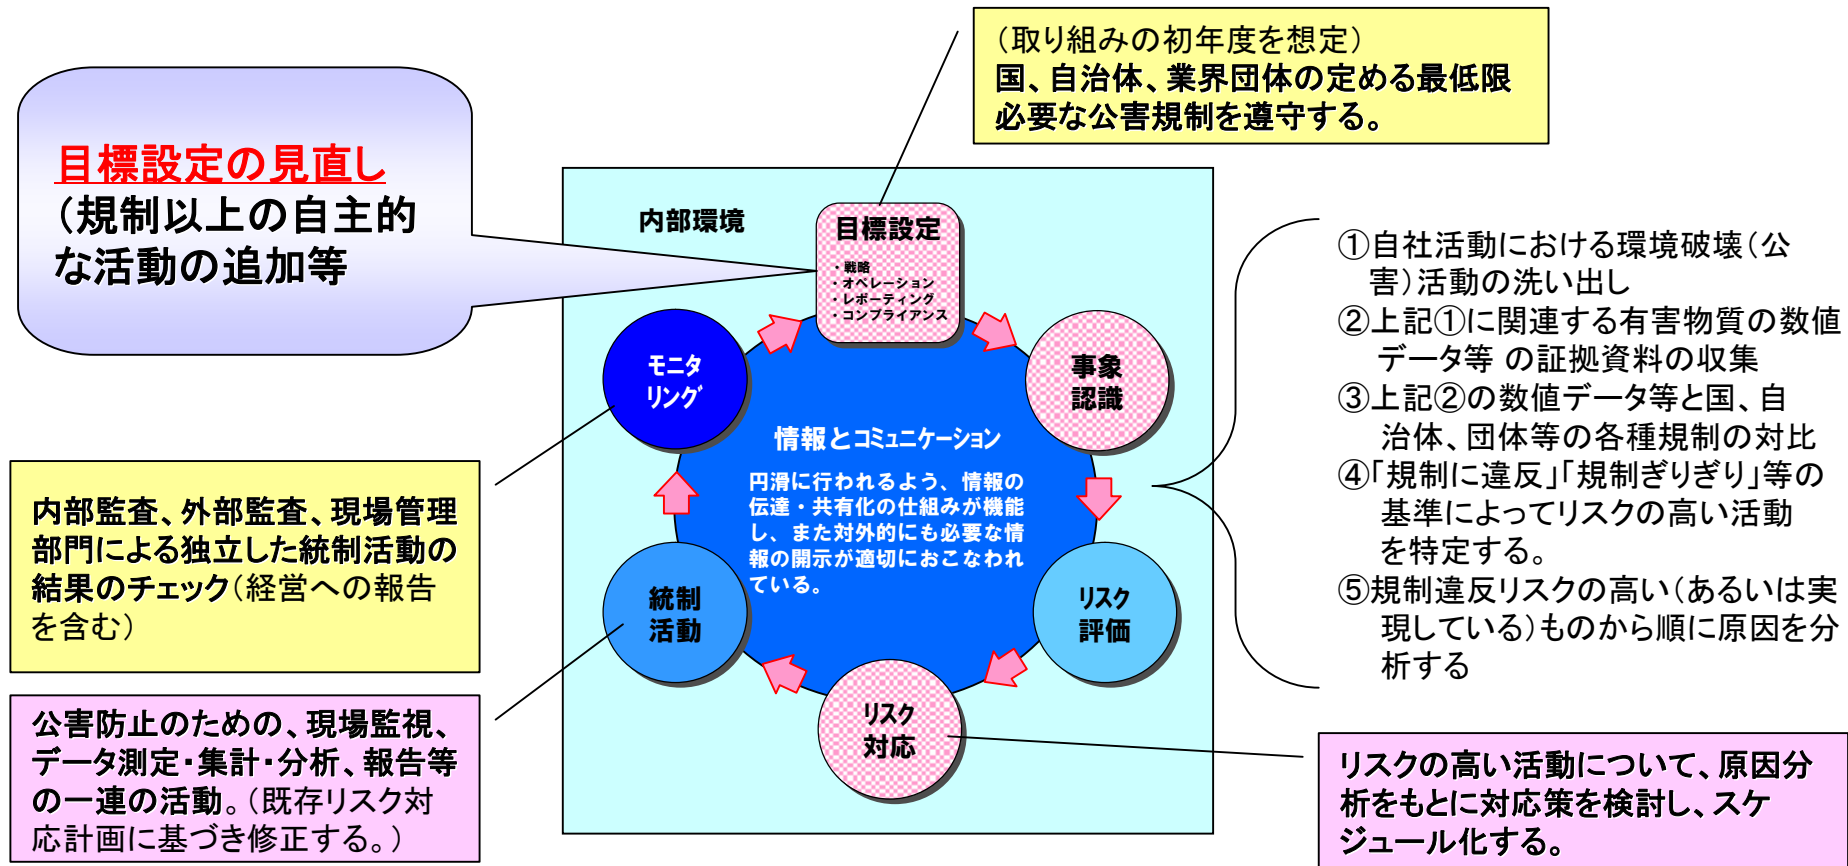 (取り組みの初年度を想定)
国、自治体、業界団体の定める最低限
必要な公害規制を遵守する。
目標設定の見直し
(規制以上の自主的
な活動の追加等
内部環境
目標設定
・戦略
・オペレーション
・レポーティング
・コンプライアンス
モニタ
リング
事象
認識
情報とコミュニケーション
円滑に行われるよう、情報の
伝達・共有化の仕組みが機能
し、また対外的にも必要な情
報の開示が適切におこなわれ
ている。
統制
活動
リスク
評価
リスク
対応
①自社活動における環境破壊(公
害)活動の洗い出し
②上記①に関連する有害物質の数値
データ等 の証拠資料の収集
③上記②の数値データ等と国、自
治体、団体等の各種規制の対比
④「規制に違反」「規制ぎりぎり」等の
基準によってリスクの高い活動
を特定する。
⑤規制違反リスクの高い(あるいは実
現している)ものから順に原因を分
析する
内部監査、外部監査、現場管理
部門による独立した統制活動の
結果のチェック(経営への報告
を含む)
公害防止のための、現場監視、
データ測定・集計・分析、報告等
の一連の活動。(既存リスク対
応計画に基づき修正する。)
リスクの高い活動について、原因分
析をもとに対応策を検討し、スケ
ジュール化する。